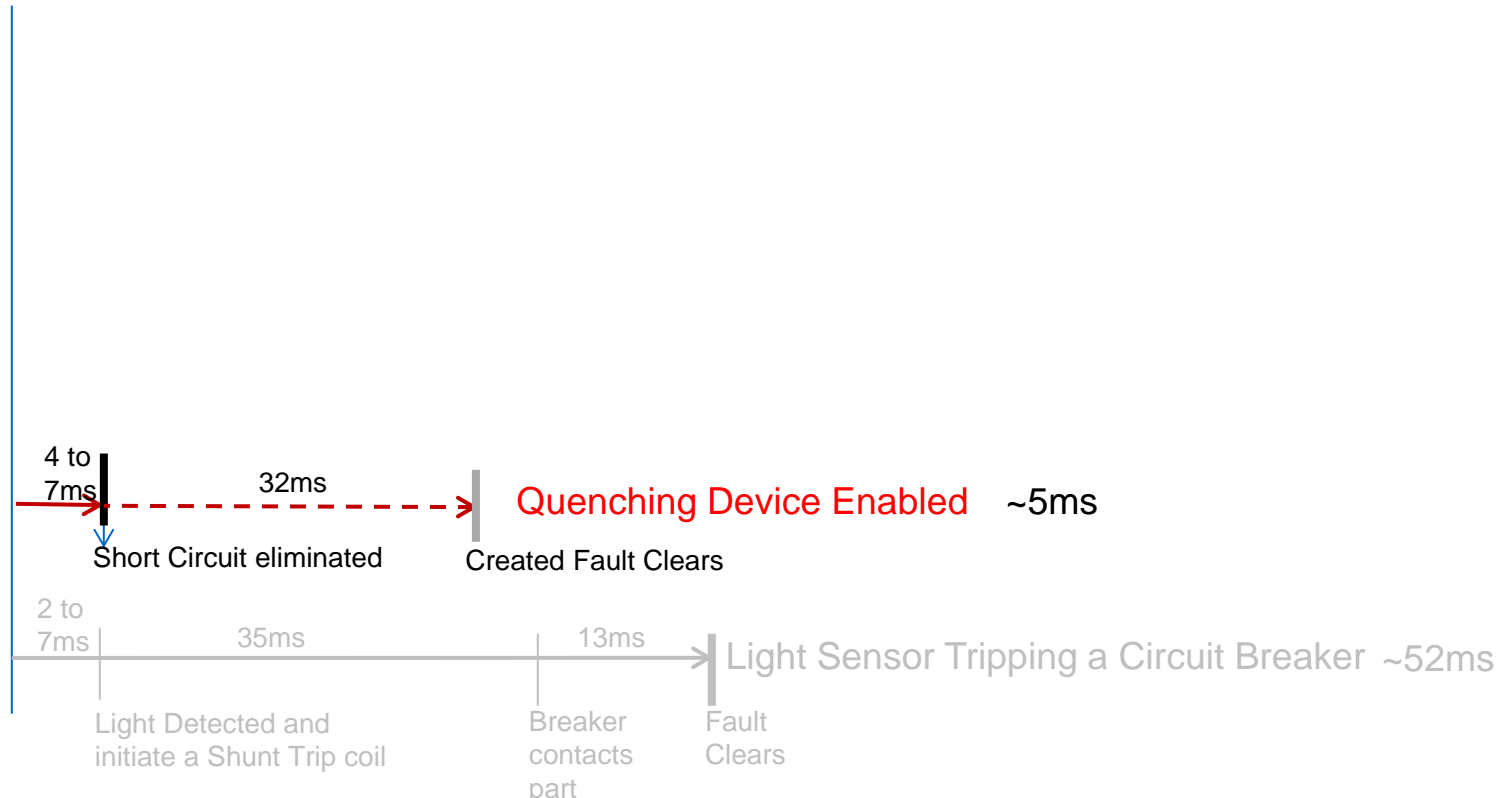 4 to
7ms
32ms
Quenching Device Enabled ~5ms
Short Circuit eliminated
Created Fault Clears
2 to
7ms
35ms
13ms
Light Sensor Tripping a Circuit Breaker ~52ms
Light Detected and
initiate a Shunt Trip coil
Breaker
contacts
part
Fault
Clears